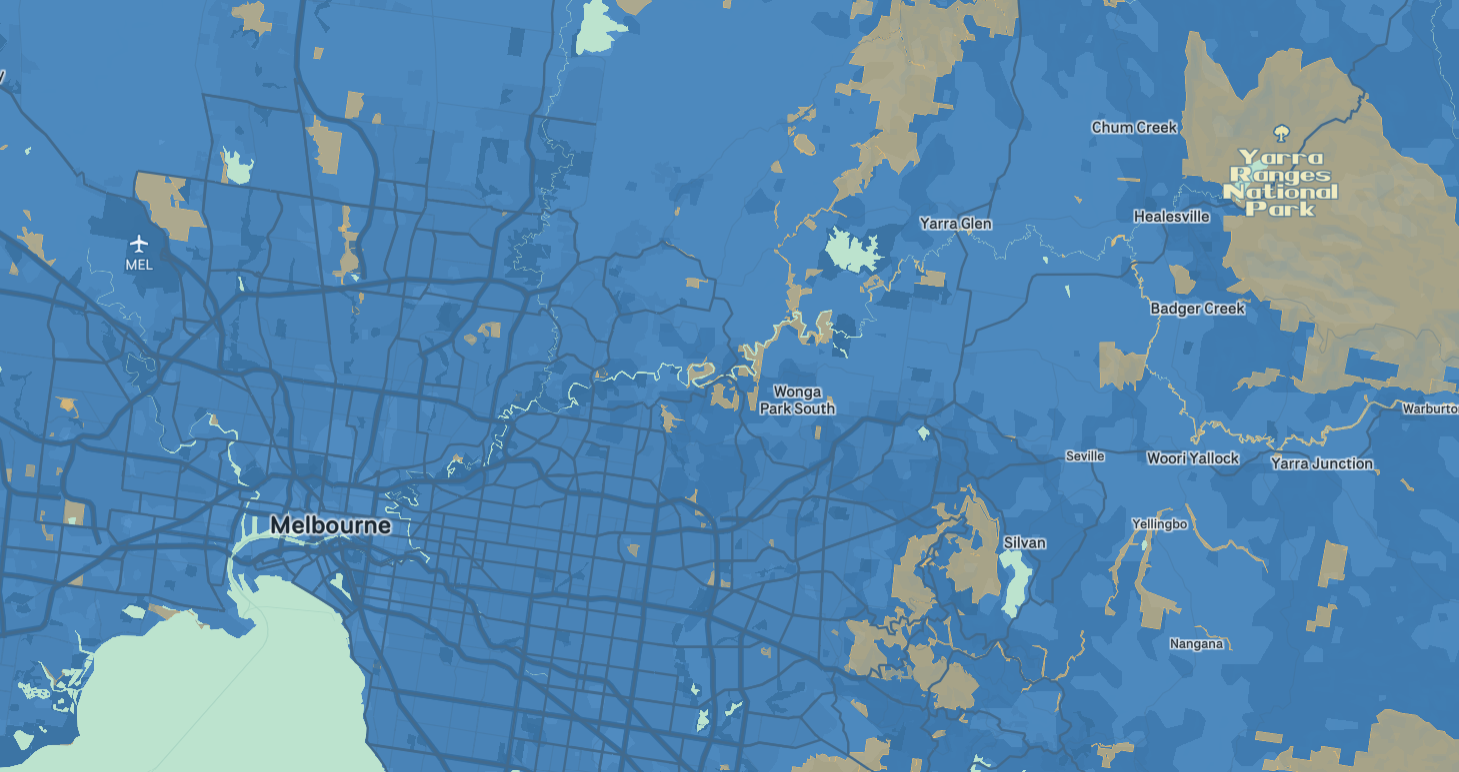 Chum Creek
Yarra
Ranges
National
Park
Healesville
Yarra Glen
MEL
Badger Creek
Wonga
Park South
Warburto
Seville
Woori Yallock
Yarra Junction
Melbourne
Yellingbo
Silvan
Nangana